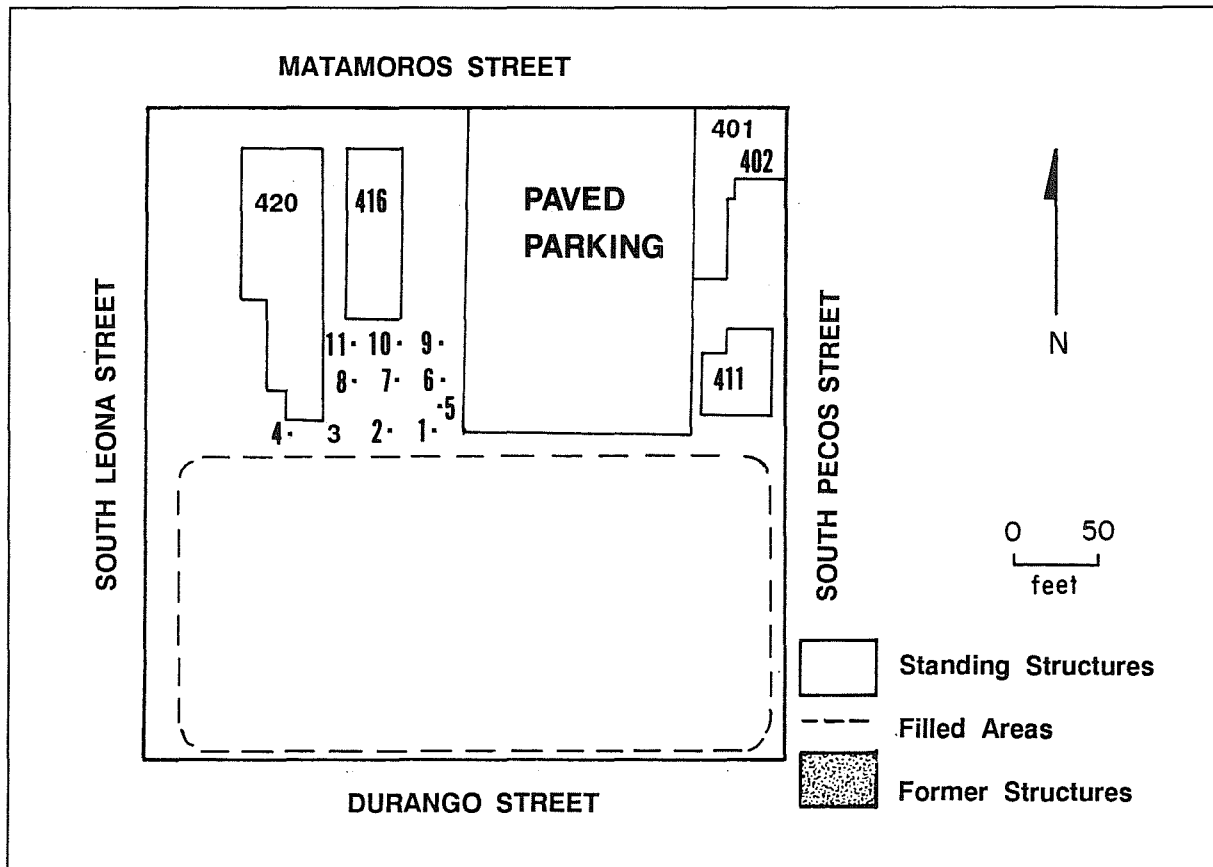 MATAMOROS STREET
401
402
420
416
PAVED
PARKING
N
SOUTH LEONA STREET
SOUTH PECOS STREET
411
11 10 9
8 7 6
5
4 3 2 1
0 50
feet
Standing Structures
Filled Areas
Former Structures
DURANGO STREET